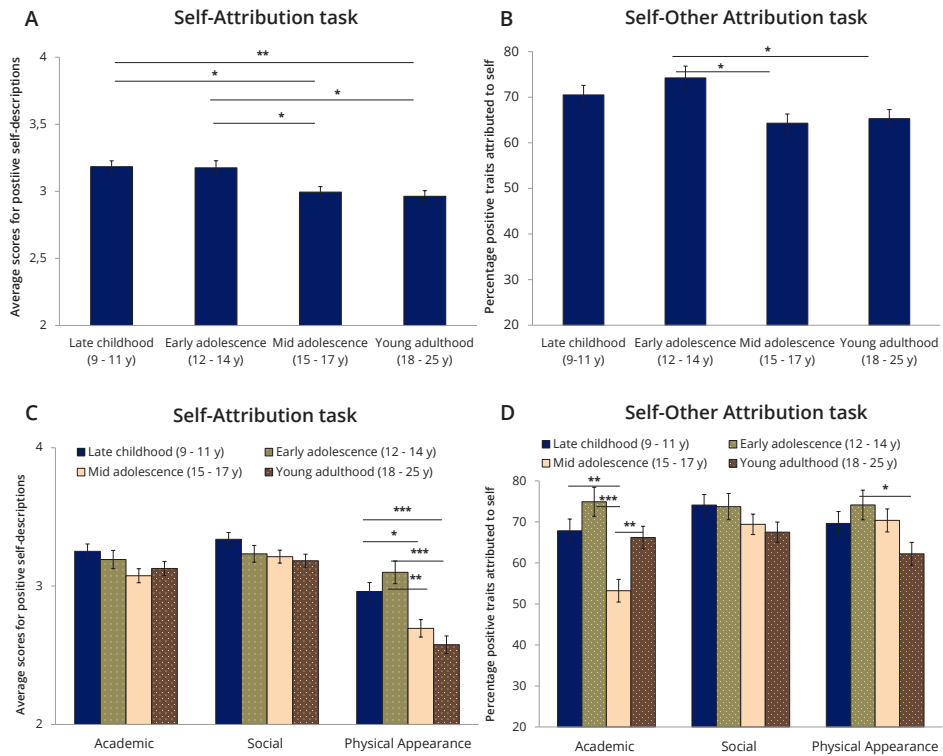 A
Self-Attribution task
Average scores for postiive self-descriptions
4
3,5
3
2,5
2
**
*
*
*
Late childhood
(9 - 11 y)
Early adolescence
(12 - 14 y)
Mid adolescence
(15 - 17 y)
Young adulthood
(18 - 25 y)
B
Self-Other Attribution task
Percentage positive traits attributed to self
80
70
60
50
40
30
20
*
*
Late childhood
(9-11 y)
Early adolescence
(12 - 14 y)
Mid adolescence
(15 - 17 y)
Young adulthood
(18 - 25 y)
C
Self-Attribution task
Average scores for positive self-descriptions
4
3
2
Late childhood (9 - 11 y)
Early adolescence (12 - 14 y)
Mid adolescence (15 - 17 y)
Young adulthood (18 - 25 y)
***
*
***
**
Academic
Social
Physical Appearance
D
Self-Other Attribution task
Percentage positive traits attributed to self
Late childhood (9 - 11 y)
Early adolescence (12 - 14 y)
Mid adolescence (15 - 17 y)
Young adulthood (18 - 25 y)
80
70
60
50
40
30
20
**
***
**
*
Academic
Social
Physical Appearance